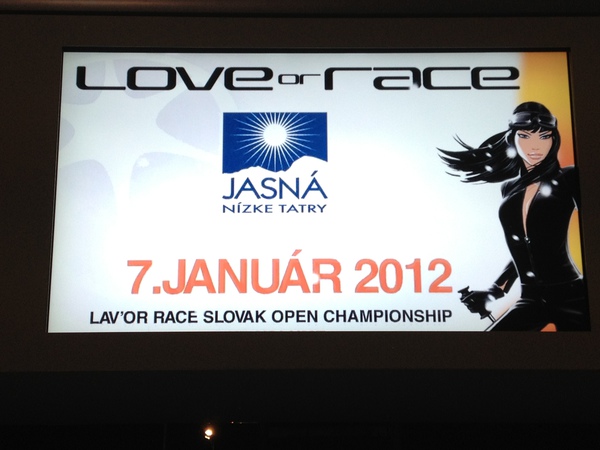 LOVE or race
JASNÁ
NÍZKE TATRY
7.JANUÁR 2012
LAV'OR RACE SLOVAK OPEN CHAMPIONSHIP